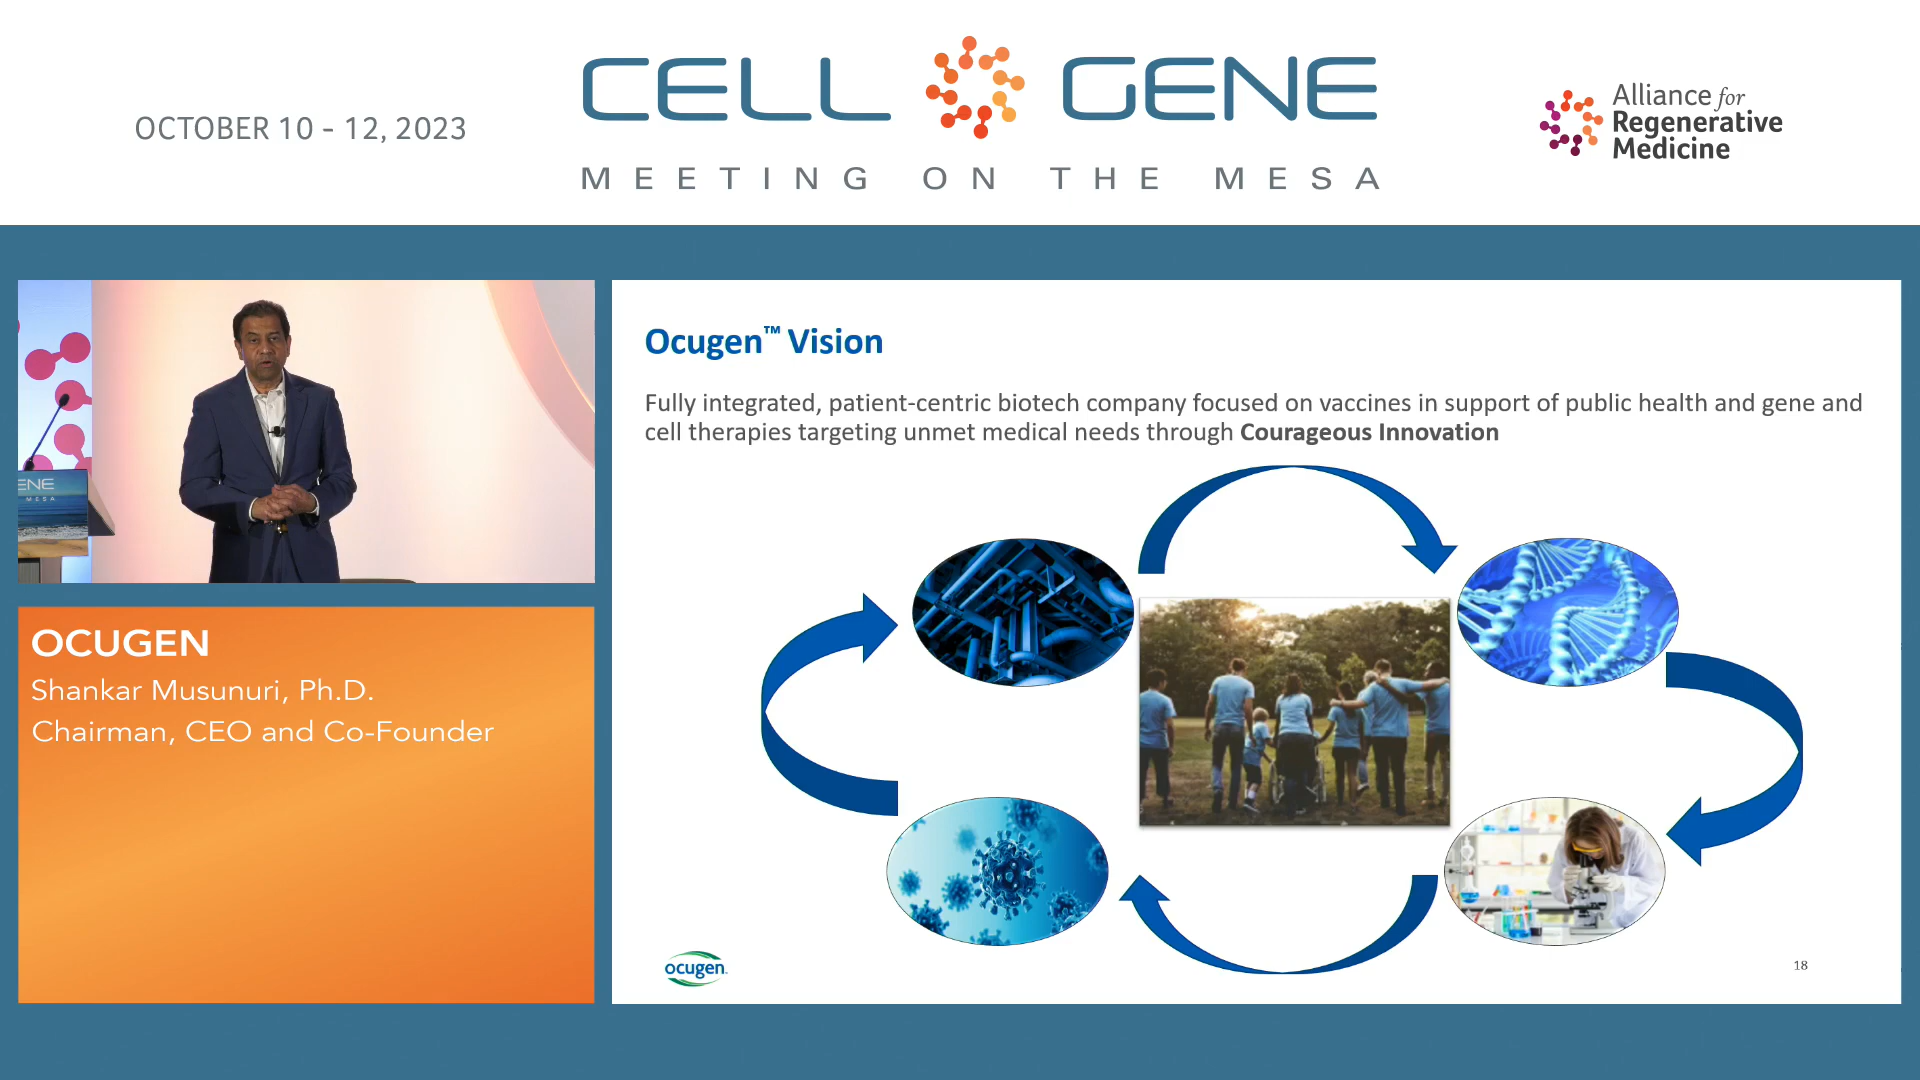 OCTOBER 10 - 12, 2023
CELL GENE
MEETING ON THE MESA
Alliance for
Regenerative
Medicine
ENE
MESA
OCUGEN
Shankar Musunuri, Ph.D.
Chairman, CEO and Co-Founder
Ocugen™ Vision
Fully integrated, patient-centric biotech company focused on vaccines in support of public health and gene and
cell therapies targeting unmet medical needs through Courageous Innovation
ocugen.
18